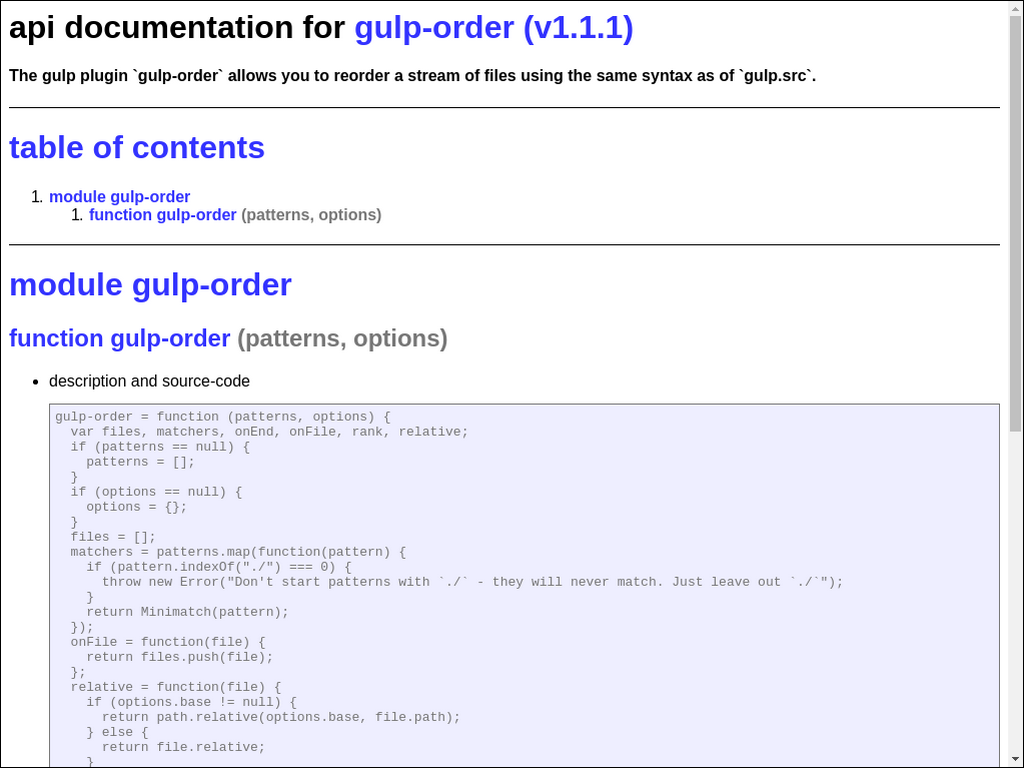 api documentation for gulp-order (v1.1.1)
The gulp plugin `gulp-order` allows you to reorder a stream of files using the same syntax as of `gulp.src`.
table of contents
1. module gulp-order
1. function gulp-order (patterns, options)
module gulp-order
function gulp-order (patterns, options)
• description and source-code
gulp-order = function (patterns, options) {
  var files, matchers, onEnd, onFile, rank, relative;
  if (patterns == null) {
    patterns = [];
  }
  if (options == null) {
    options = {};
  }
  files = [];
  matchers = patterns.map(function(pattern) {
    if (pattern.indexOf("./") === 0) {
      throw new Error("Don't start patterns with `./` - they will never match. Just leave out `./`");
    }
    return Minimatch(pattern);
  });
  onFile = function(file) {
    return files.push(file);
  };
  relative = function(file) {
    if (options.base != null) {
      return path.relative(options.base, file.path);
    } else {
      return file.relative;
    }